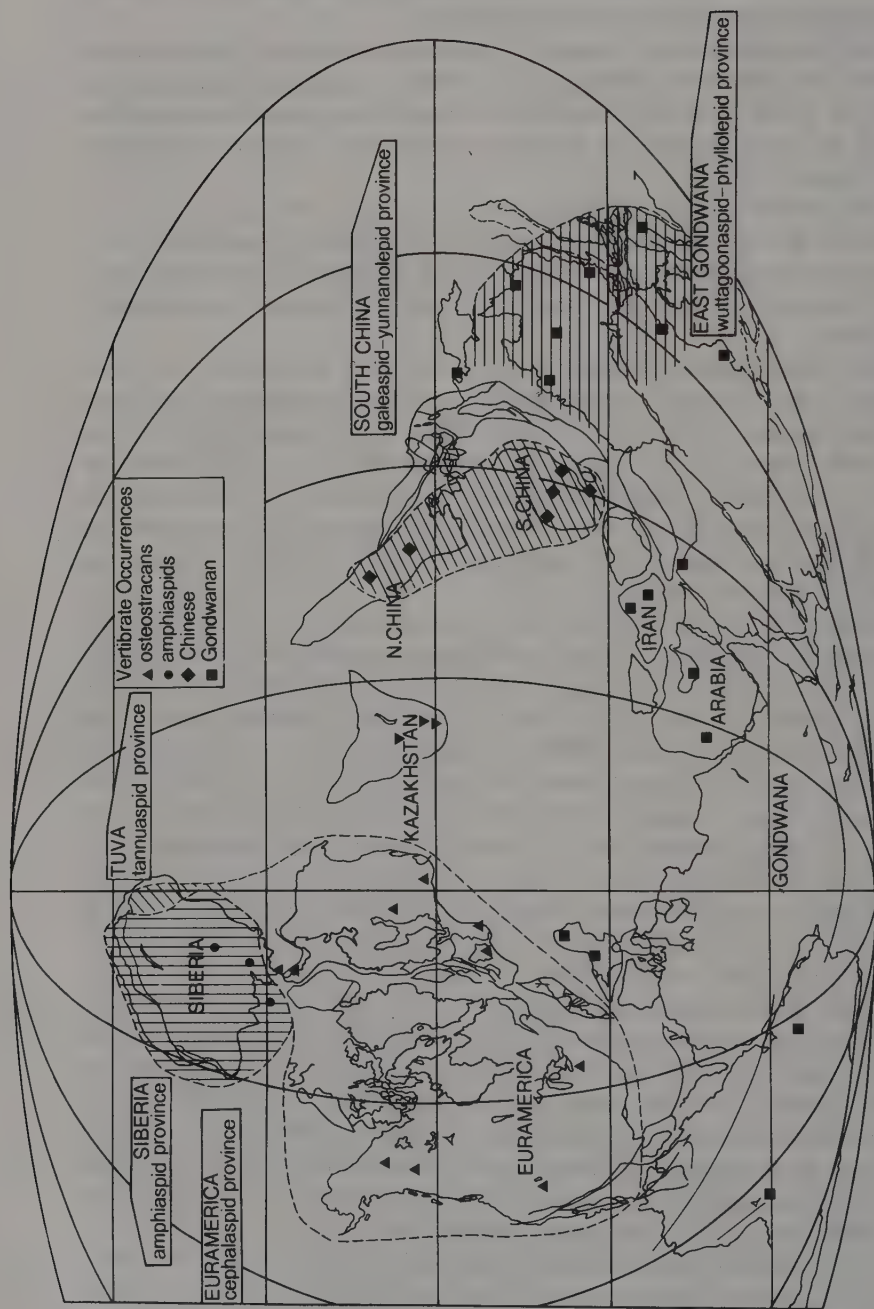 SIBERIA
amphiaspid province
EURAMERICA
cephalaspid province
TUVA
tannuaspid province
Vertibrate Occurrences
osteostracans
amphiaspids
Chinese
Gondwanan
SOUTH CHINA
galeaspid-yunnanolepid province
EAST GONDWANA
wuttagoonaspid-phyllolepid province
SIBERIA
EURAMERICA
KAZAKHSTAN
N.CHINA
S.CHINA
IRAN
ARABIA
GONDWANA